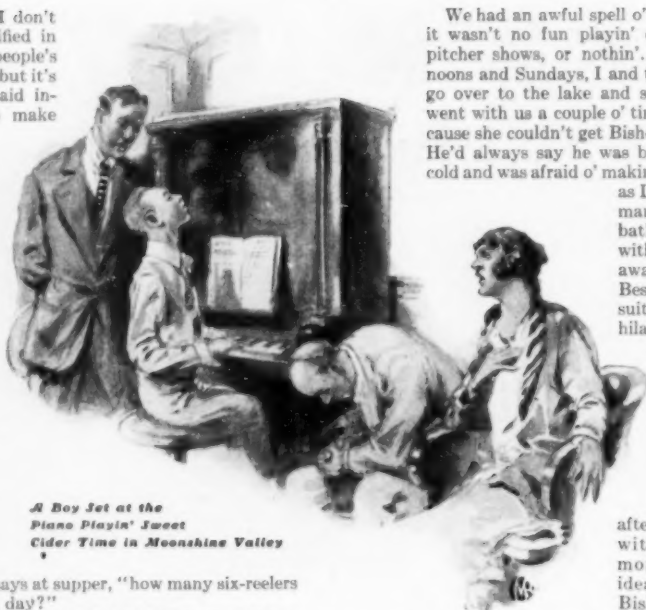 I don't
ified in
people's
but it's
aid in-
make
A Boy Set at the
Piano Playin' Sweet
Cider Time in Moonshine Valley
ays at supper, "how many six-reelers
day?"
We had an awful spell o'
it wasn't no fun playin'
pitcher shows, or nothin'.
noons and Sundays, I and t
go over to the lake and s
went with us a couple o' ti
cause she couldn't get Bish
He'd always say he was b
cold and was afraid o' makin
as I
man
bath
with
awa
Bes
suit
hila
afte
wit
mo
idea
Bis